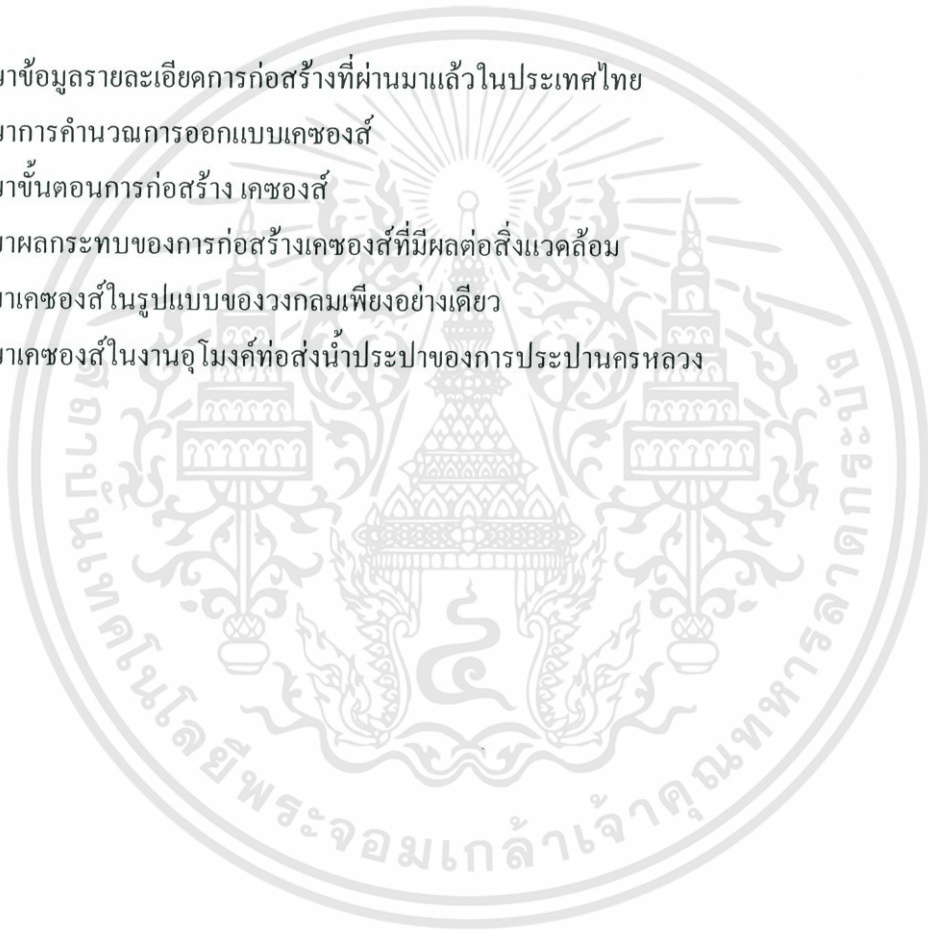 ษาข้อมูลรายละเอียดการก่อสร้างที่ผ่านมาแล้วในประเทศไทย
ษาการคำนวณการออกแบบเคซองส์
ษาขั้นตอนการก่อสร้าง เคซองส์
ษาผลกระทบของการก่อสร้างเคซองส์ที่มีผลต่อสิ่งแวดล้อม
ษาเคซองส์ในรูปแบบของวงกลมเพียงอย่างเดียว
ษาเคซองส์ในงานอุโมงค์ท่อส่งน้ำประปาของการประปานครหลวง
สถาบันเทคโนโลยีพระจอมเกล้าเจ้าคุณทหารลาดกระบัง